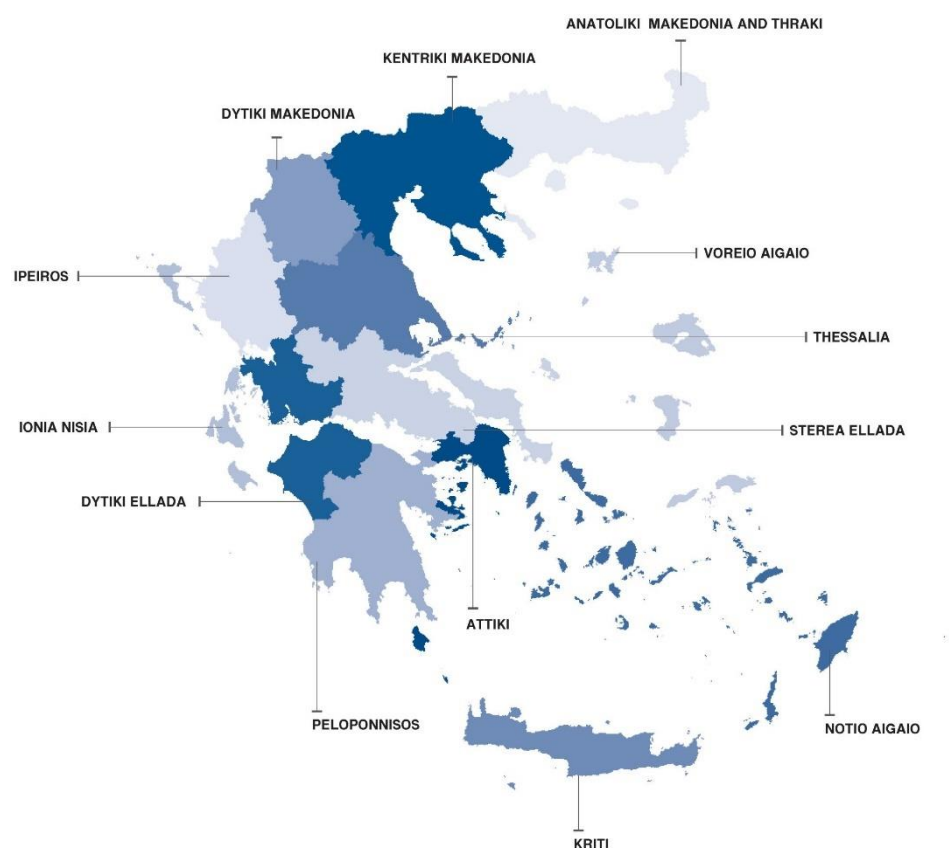 ANATOLIKI MAKEDONIA AND THRAKI
KENTRIKI MAKEDONIA
DYTIKI MAKEDONIA
VOREIO AIGAIO
IPEIROS
THESSALIA
IONIA NISIA
STEREA ELLADA
DYTIKI ELLADA
ATTIKI
PELOPONNISOS
NOTIO AIGAIO
KRITI